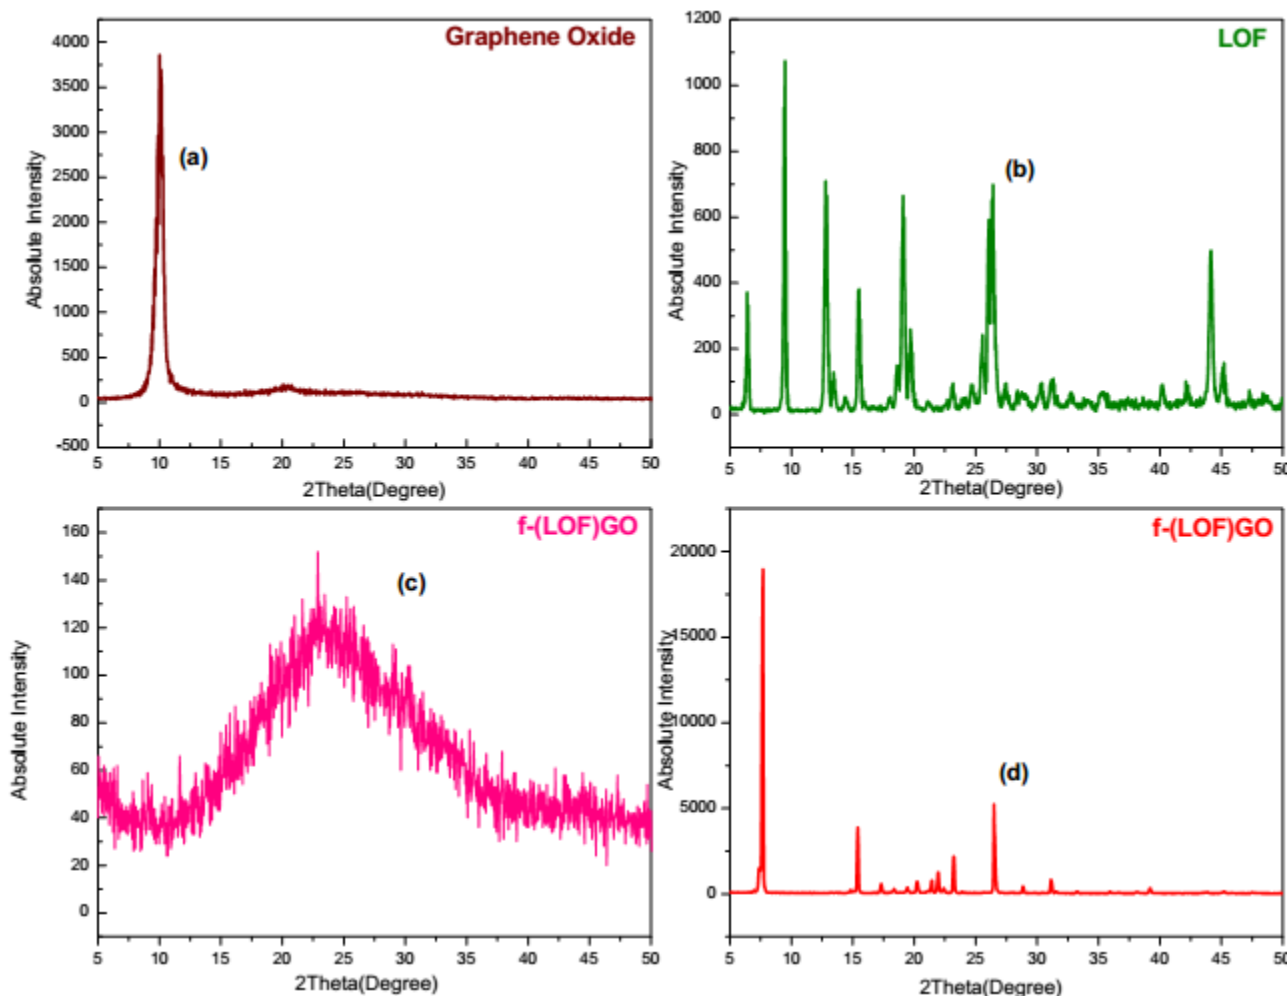 Graphene Oxide
(a)
Absolute Intensity
4000
3500
3000
2500
2000
1500
1000
500
0
-500
5 10 15 20 25 30 35 40 45 50
2Theta(Degree)
LOF
(b)
Absolute Intensity
1200
1000
800
600
400
200
0
5 10 15 20 25 30 35 40 45 50
2Theta(Degree)
f-(LOF)GO
(c)
Absolute Intensity
160
140
120
100
80
60
40
20
0
5 10 15 20 25 30 35 40 45 50
2Theta(Degree)
f-(LOF)GO
(d)
Absolute Intensity
20000
15000
10000
5000
0
5 10 15 20 25 30 35 40 45 50
2Theta(Degree)